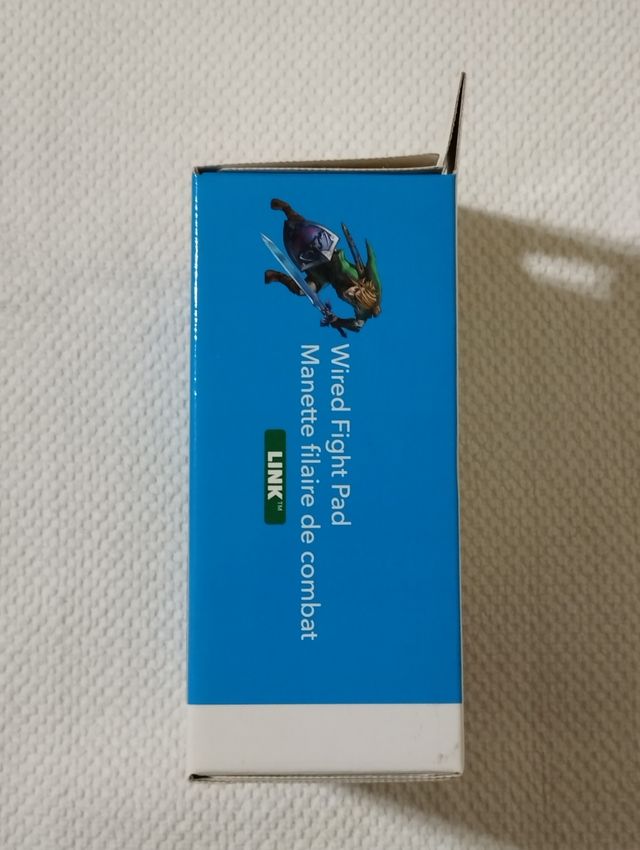 Wired Fight Pad
Manette filaire de combat
LINK™